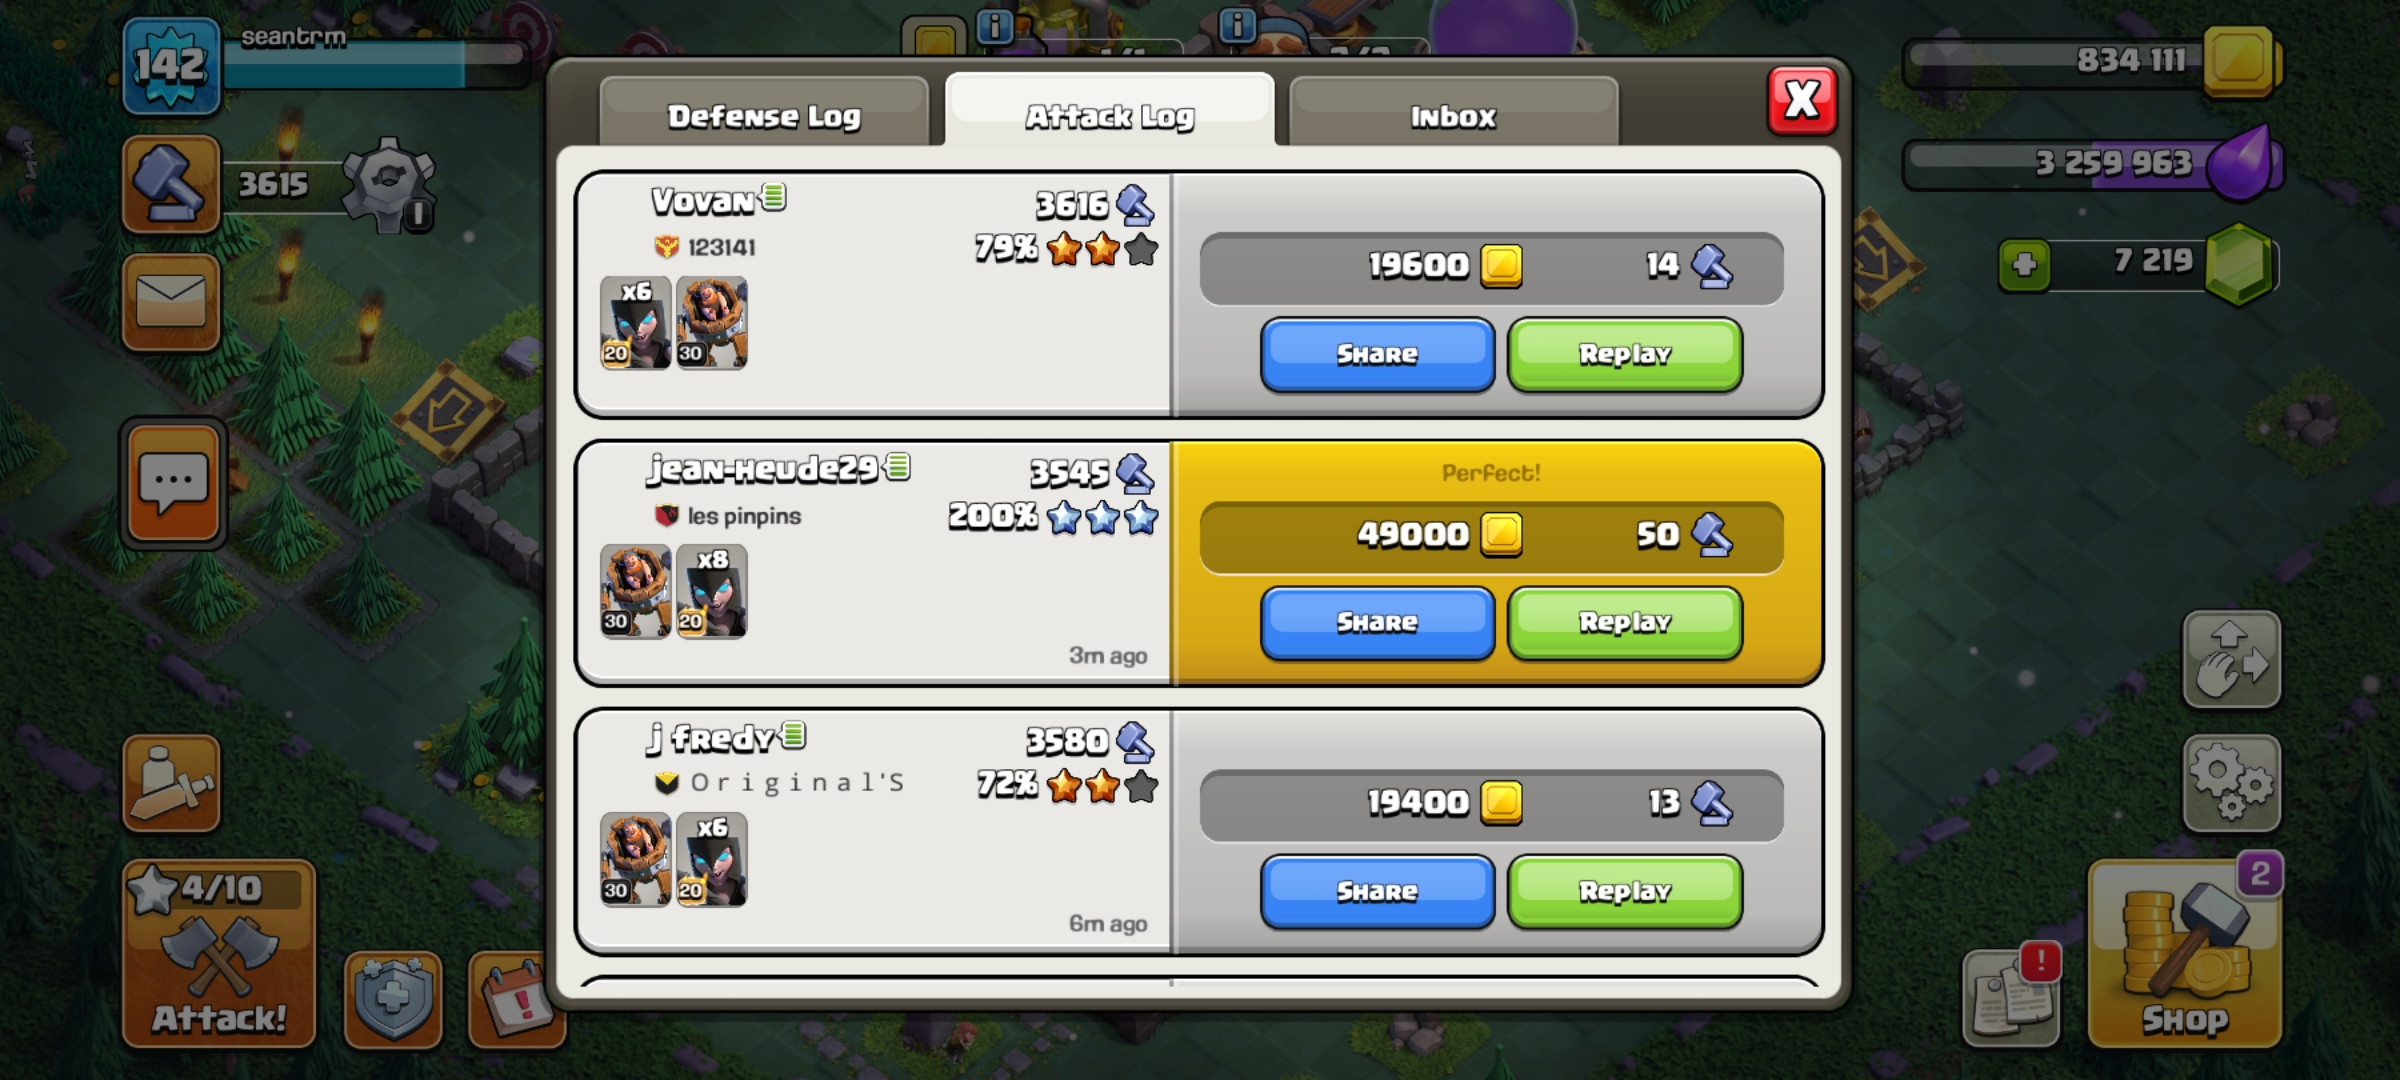 142
seantrm
834 111
3615
3 259 963
7 219
Defense Log
Attack Log
Inbox
X
Vovan
3616
123141
79%
19600
14
x6
20
30
Share
Replay
jean-Heude29
3545
les pinpins
200%
Perfect!
49000
50
30
x8
20
3m ago
Share
Replay
j fredy
3580
Original'S
72%
19400
13
30
x6
20
6m ago
Share
Replay
4/10
Attack!
!
!
2
Shop